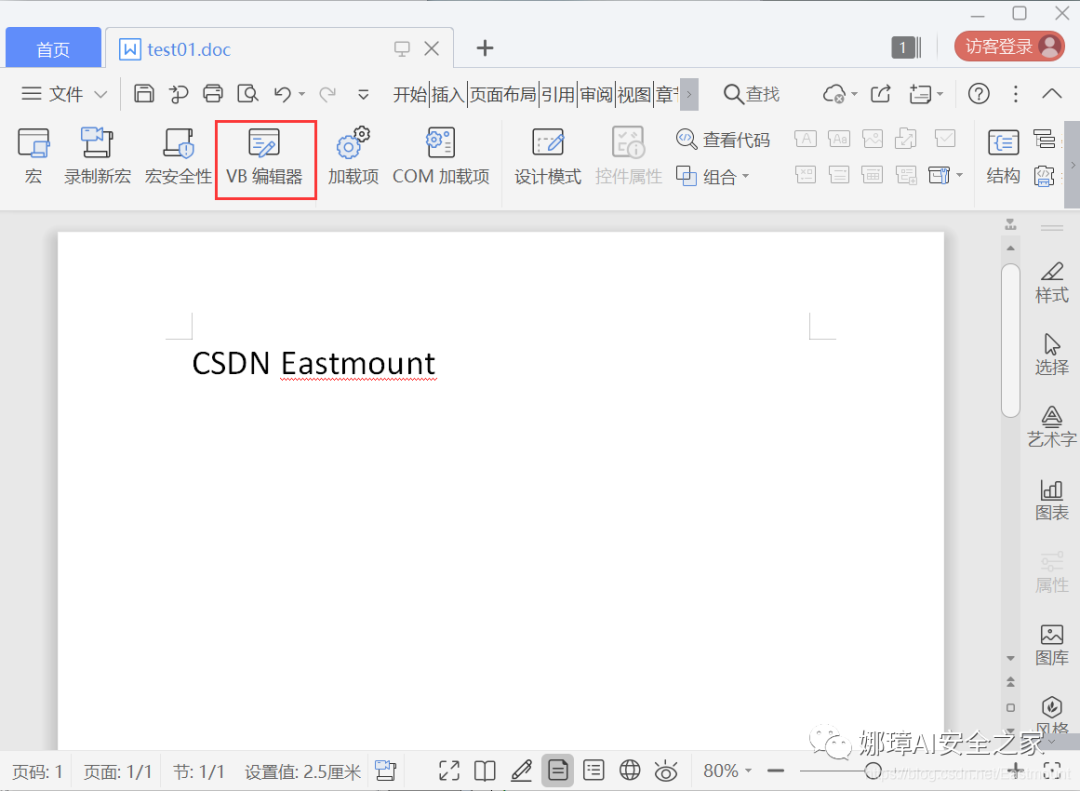 首页
test01.doc
1
访客登录
文件
开始 插入 页面布局 引用 审阅 视图
查找
宏
录制新宏
宏安全性
VB 编辑器
加载项
COM 加载项
设计模式
控件属性
查看代码
组合
结构
CSDN Eastmount
样式
选择
艺术字
图表
属性
图库
风格
页码: 1
页面: 1/1
节: 1/1
设置值: 2.5厘米
80%
娜璋AI安全之家
https://blog.csdn.net/Eastmount